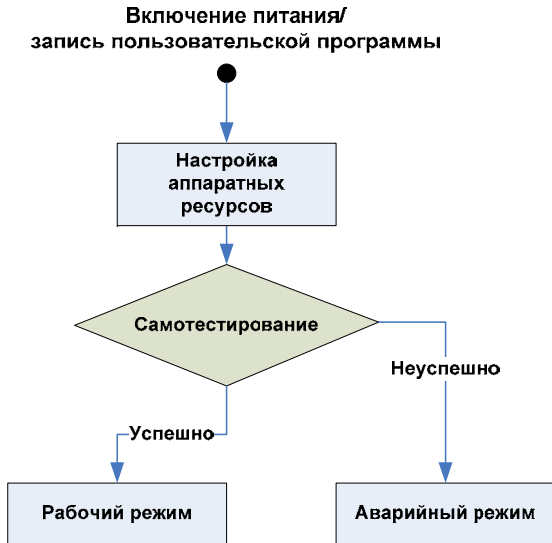 Включение питания/
запись пользовательской программы
Настройка
аппаратных
ресурсов
Самотестирование
Неуспешно
Успешно
Рабочий режим
Аварийный режим